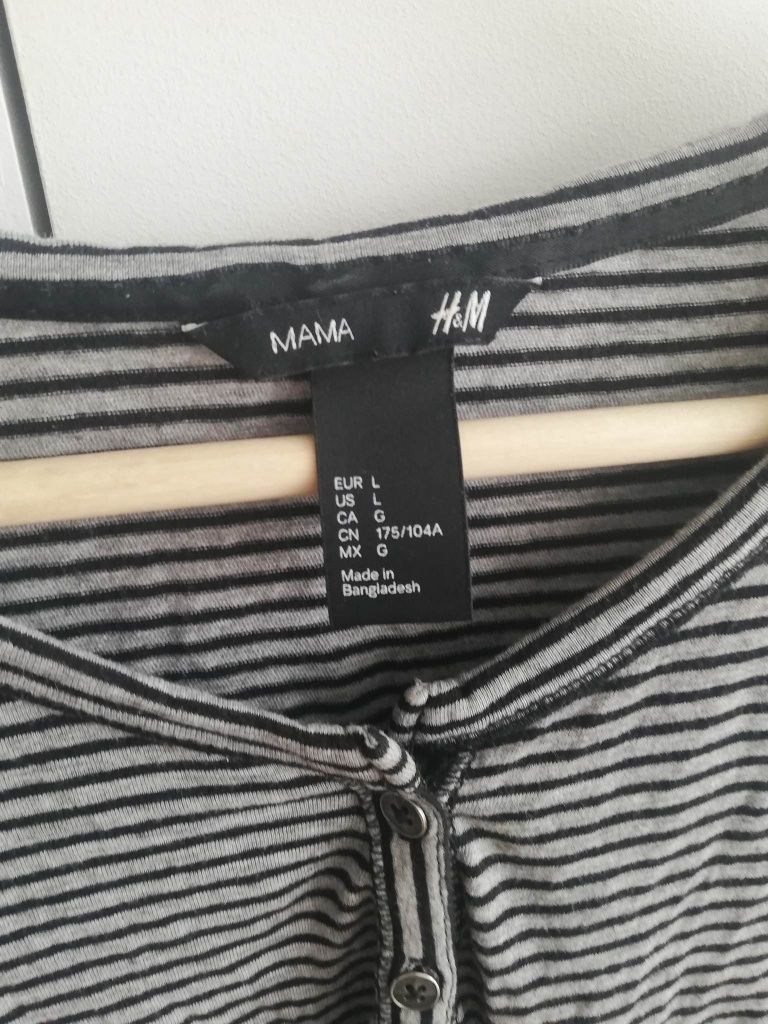 MAMA H&M
EUR L
US L
CA G
CN 175/104A
MX G
Made in
Bangladesh